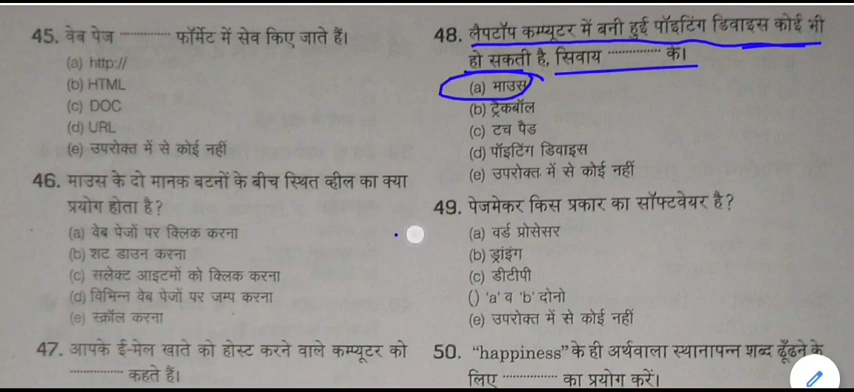 45. वेब पेज ............... फॉर्मेट में सेव किए जाते हैं।
(a) http://
(b) HTML
(c) DOC
(d) URL
(e) उपरोक्त में से कोई नहीं
46. माउस के दो मानक बटनों के बीच स्थित व्हील का क्या
प्रयोग होता है?
(a) वेब पेजों पर क्लिक करना
(b) शट डाउन करना
(c) सलेक्ट आइटमों को क्लिक करना
(d) विभिन्न वेब पेजों पर जम्प करना
(e) स्क्रॉल करना
47. आपके ई-मेल खाते को होस्ट करने वाले कम्प्यूटर को
............... कहते हैं।
48. लैपटॉप कम्प्यूटर में बनी हुई पॉइटिंग डिवाइस कोई भी
हो सकती है, सिवाय ............... के।
(a) माउस
(b) ट्रैकबॉल
(c) टच पैड
(d) पॉइटिंग डिवाइस
(e) उपरोक्त में से कोई नहीं
49. पेजमेकर किस प्रकार का सॉफ्टवेयर है?
(a) वर्ड प्रोसेसर
(b) ड्रांइग
(c) डीटीपी
() 'a' व 'b' दोनो
(e) उपरोक्त में से कोई नहीं
50. “happiness” के ही अर्थवाला स्थानापन्न शब्द ढूँढने के
लिए ............... का प्रयोग करें।